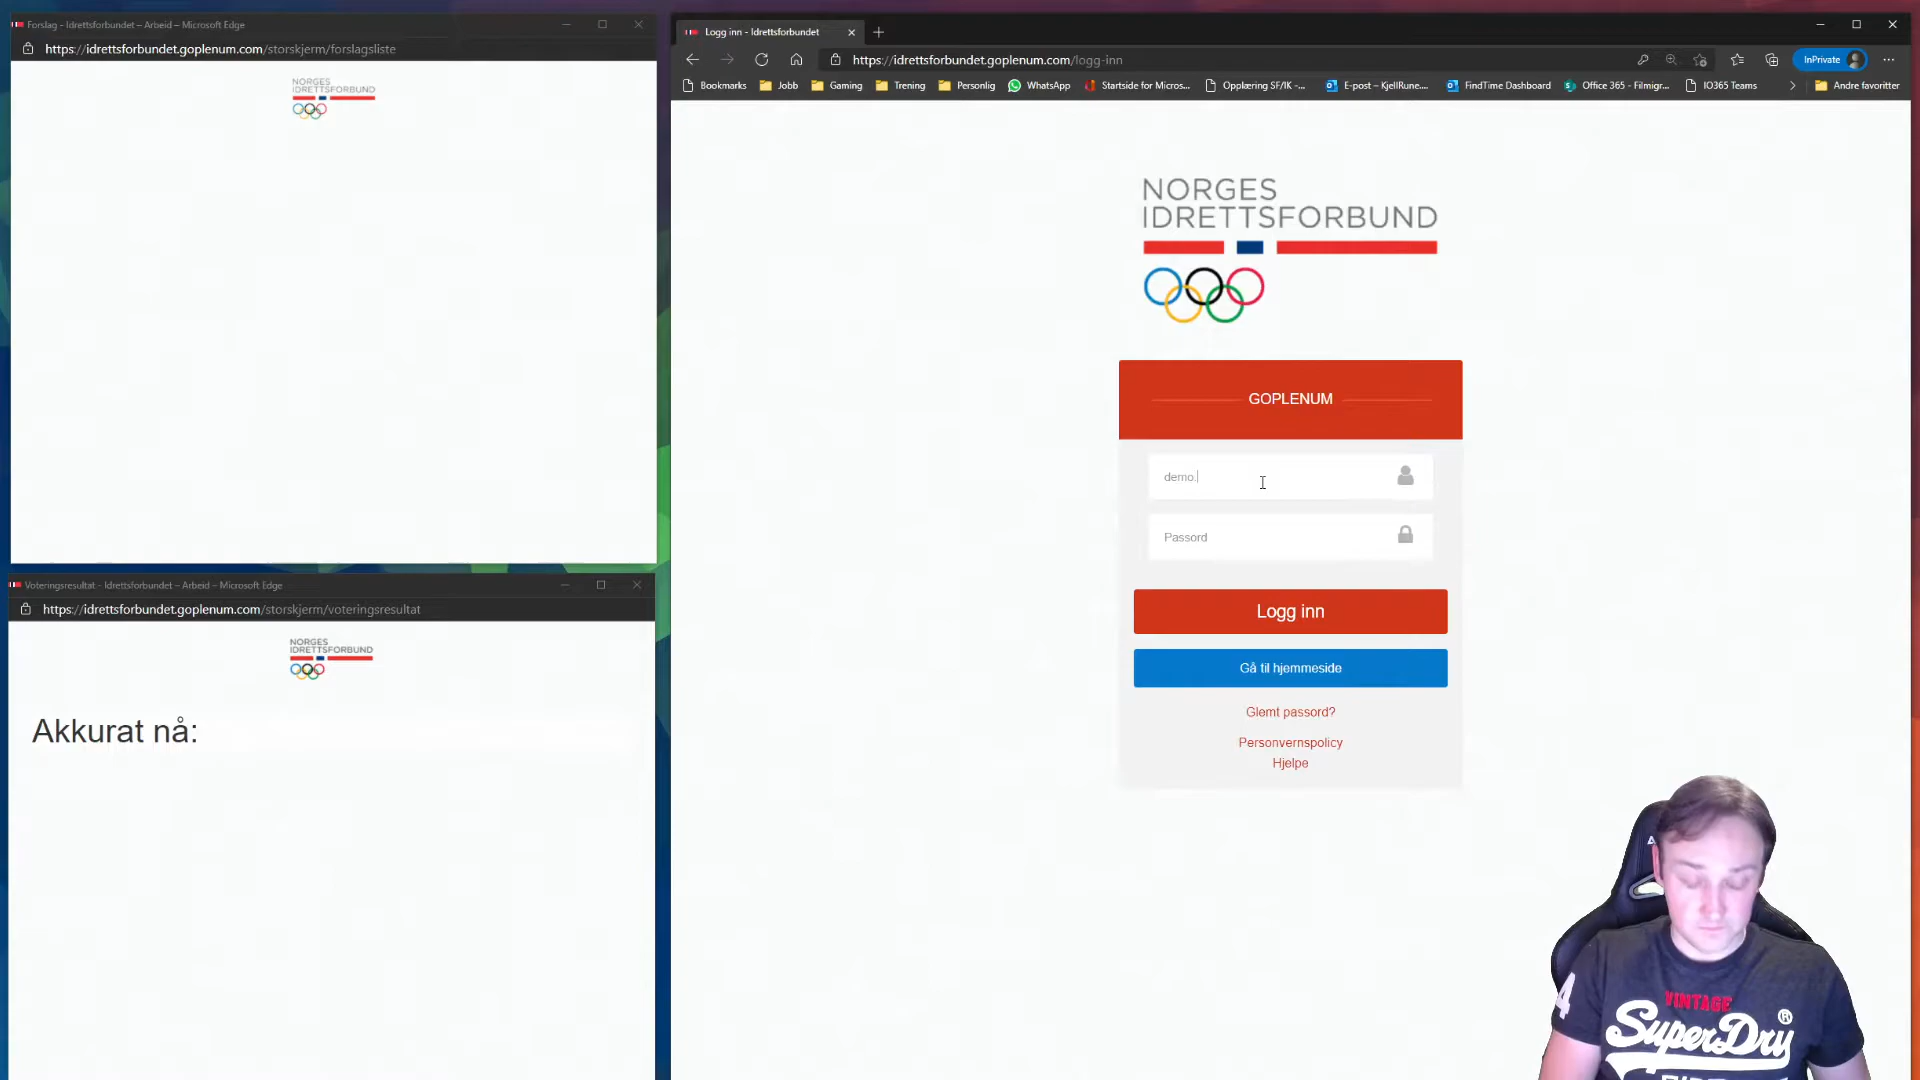 Forslag - Idrettsforbundet – Arbeid – Microsoft Edge
https://idrettsforbundet.goplenum.com/storskjerm/forslagsliste
NORGES
IDRETTSFORBUND
Voteringsresultat - Idrettsforbundet – Arbeid – Microsoft Edge
https://idrettsforbundet.goplenum.com/storskjerm/voteringsresultat
NORGES
IDRETTSFORBUND
Akkurat nå:
Logg inn - Idrettsforbundet
https://idrettsforbundet.goplenum.com/logg-inn
InPrivate
Bookmarks Jobb Gaming Trening Personlig WhatsApp Startside for Micros... Opplæring SF/IK -... E-post – KjellRune.... FindTime Dashboard Office 365 - Filmigr... IO365 Teams Andre favoritter
NORGES
IDRETTSFORBUND
GOPLENUM
demo.
Passord
Logg inn
Gå til hjemmeside
Glemt passord?
Personvernspolicy
Hjelpe
4
VINTAGE
SuperDry